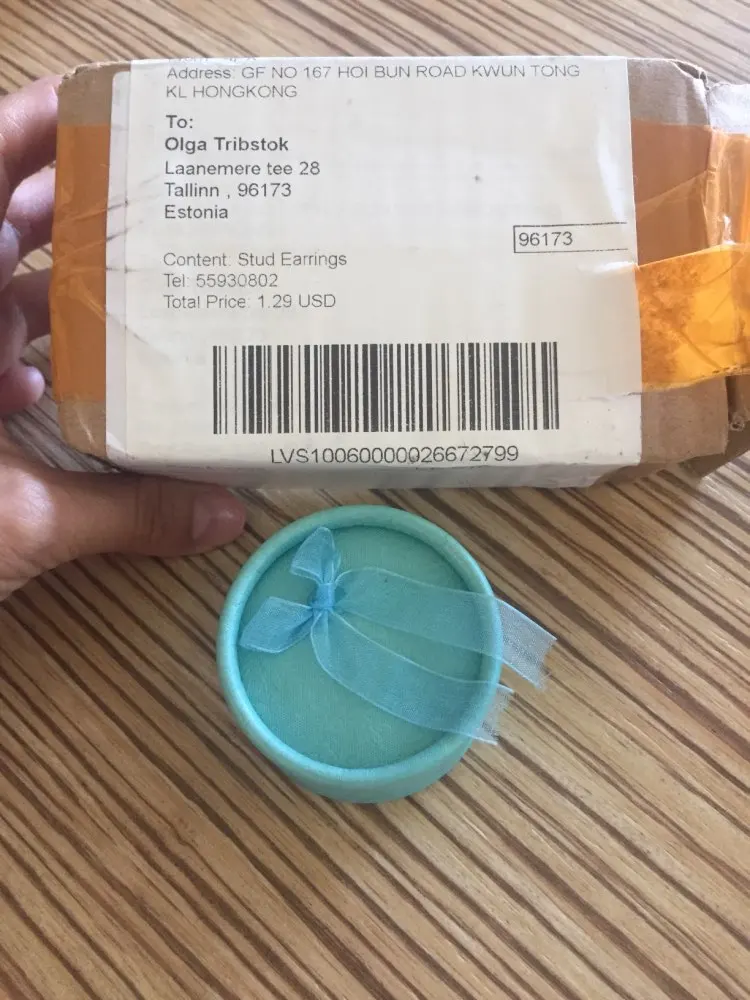 Address: GF NO 167 HOI BUN ROAD KWUN TONG
KL HONGKONG
To:
Olga Tribstok
Laanemere tee 28
Tallinn , 96173
Estonia
96173
Content: Stud Earrings
Tel: 55930802
Total Price: 1.29 USD
LVS10060000026672799